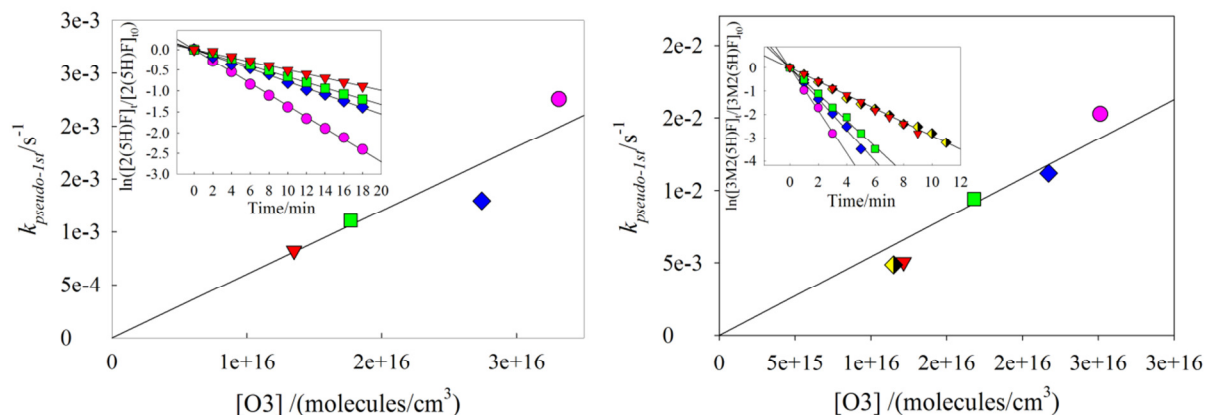 3e-3
3e-3
2e-3
2e-3
1e-3
5e-4
0
k_pseudo-1st/s⁻¹
0
1e+16
2e+16
3e+16
[O3] /(molecules/cm³)
ln([2(5H)F]t/[2(5H)F]t0)
0.0
-0.5
-1.0
-1.5
-2.0
-2.5
-3.0
0 2 4 6 8 10 12 14 16 18 20
Time/min
2e-2
2e-2
1e-2
5e-3
0
k_pseudo-1st/s⁻¹
0
5e+15
1e+16
2e+16
2e+16
3e+16
3e+16
[O3] /(molecules/cm³)
ln([3M2(5H)F]t/[3M2(5H)F]t0)
0
-1
-2
-3
-4
0 2 4 6 8 10 12
Time/min